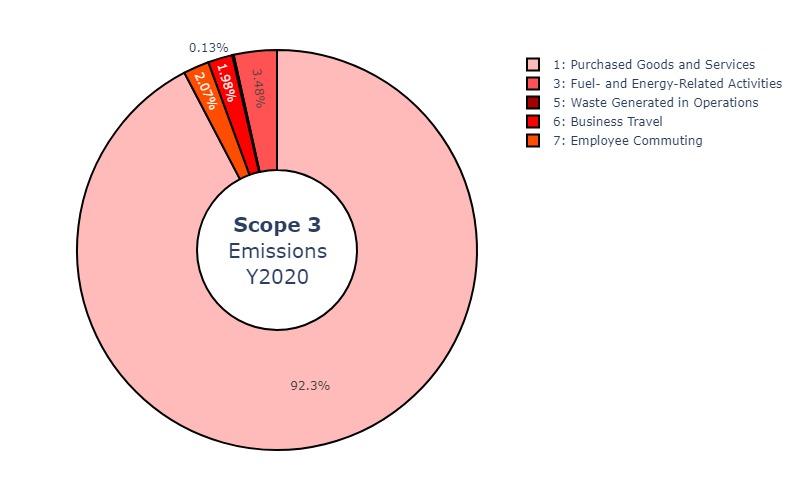 0.13%
2.07%
1.98%
3.48%
92.3%
Scope 3
Emissions
Y2020
1: Purchased Goods and Services
3: Fuel- and Energy-Related Activities
5: Waste Generated in Operations
6: Business Travel
7: Employee Commuting